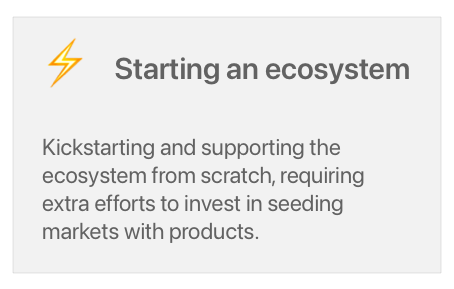 Starting an ecosystem
Kickstarting and supporting the
ecosystem from scratch, requiring
extra efforts to invest in seeding
markets with products.